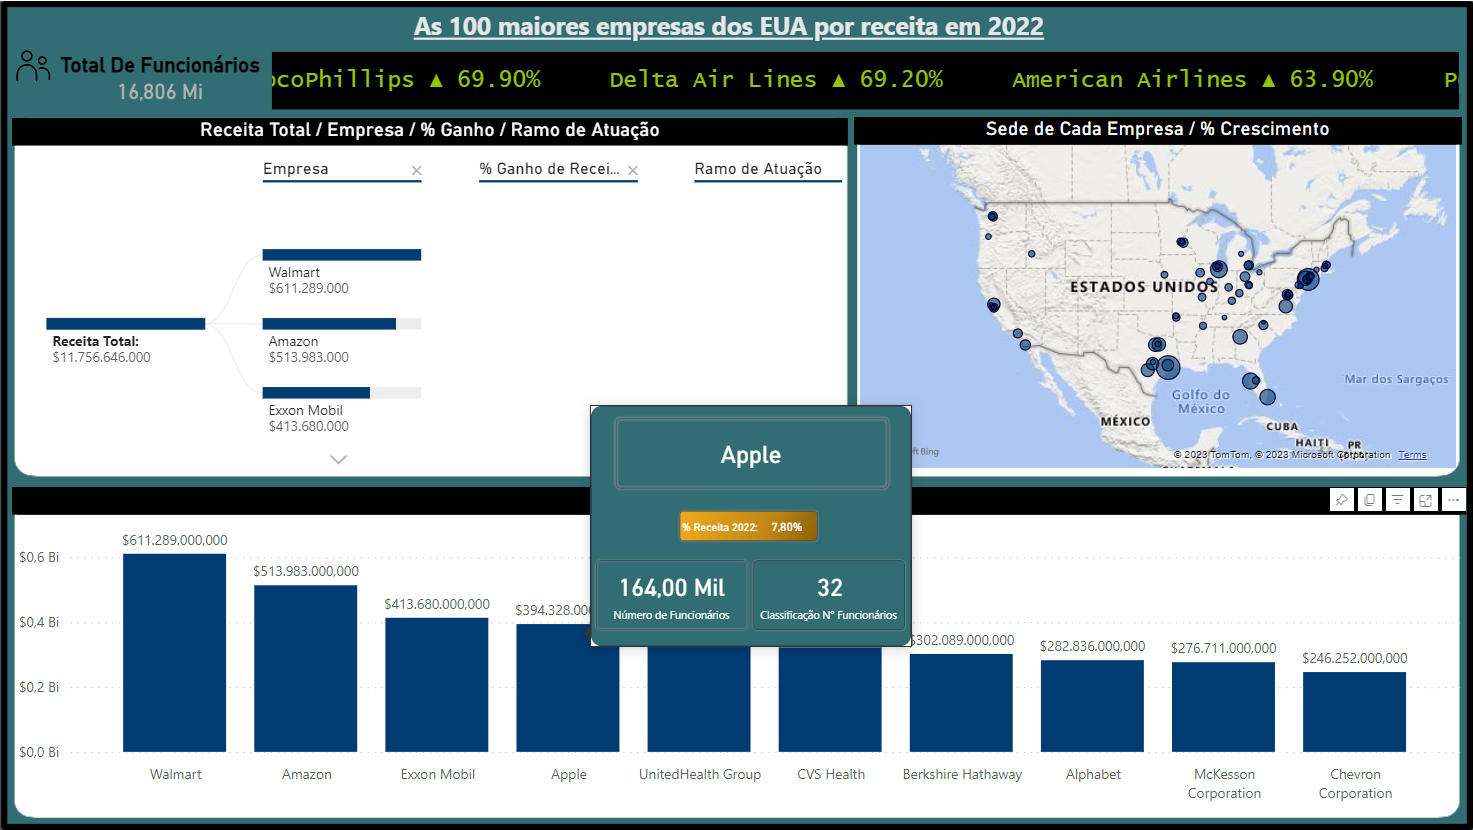 As 100 maiores empresas dos EUA por receita em 2022
Total De Funcionários
16,806 Mi
ocoPhillips ▲ 69.90% Delta Air Lines ▲ 69.20% American Airlines ▲ 63.90%
Receita Total / Empresa / % Ganho / Ramo de Atuação
Empresa
% Ganho de Recei...
Ramo de Atuação
Walmart
$611.289.000
Receita Total:
$11.756.646.000
Amazon
$513.983.000
Exxon Mobil
$413.680.000
Sede de Cada Empresa / % Crescimento
ESTADOS UNIDOS
Mar dos Sargaços
Golfo do
México
MÉXICO
CUBA
HAITI
PR
ft Bing
© 2023 TomTom, © 2023 Microsoft Corporation Terms
Apple
% Receita 2022: 7,80%
164,00 Mil
Número de Funcionários
32
Classificação N° Funcionários
$0,6 Bi
$0,4 Bi
$0,2 Bi
$0,0 Bi
$611.289.000,000
$513.983.000,000
$413.680.000,000
$394.328.00
$302.089.000,000
$282.836.000,000
$276.711.000,000
$246.252.000,000
Walmart
Amazon
Exxon Mobil
Apple
UnitedHealth Group
CVS Health
Berkshire Hathaway
Alphabet
McKesson
Corporation
Chevron
Corporation